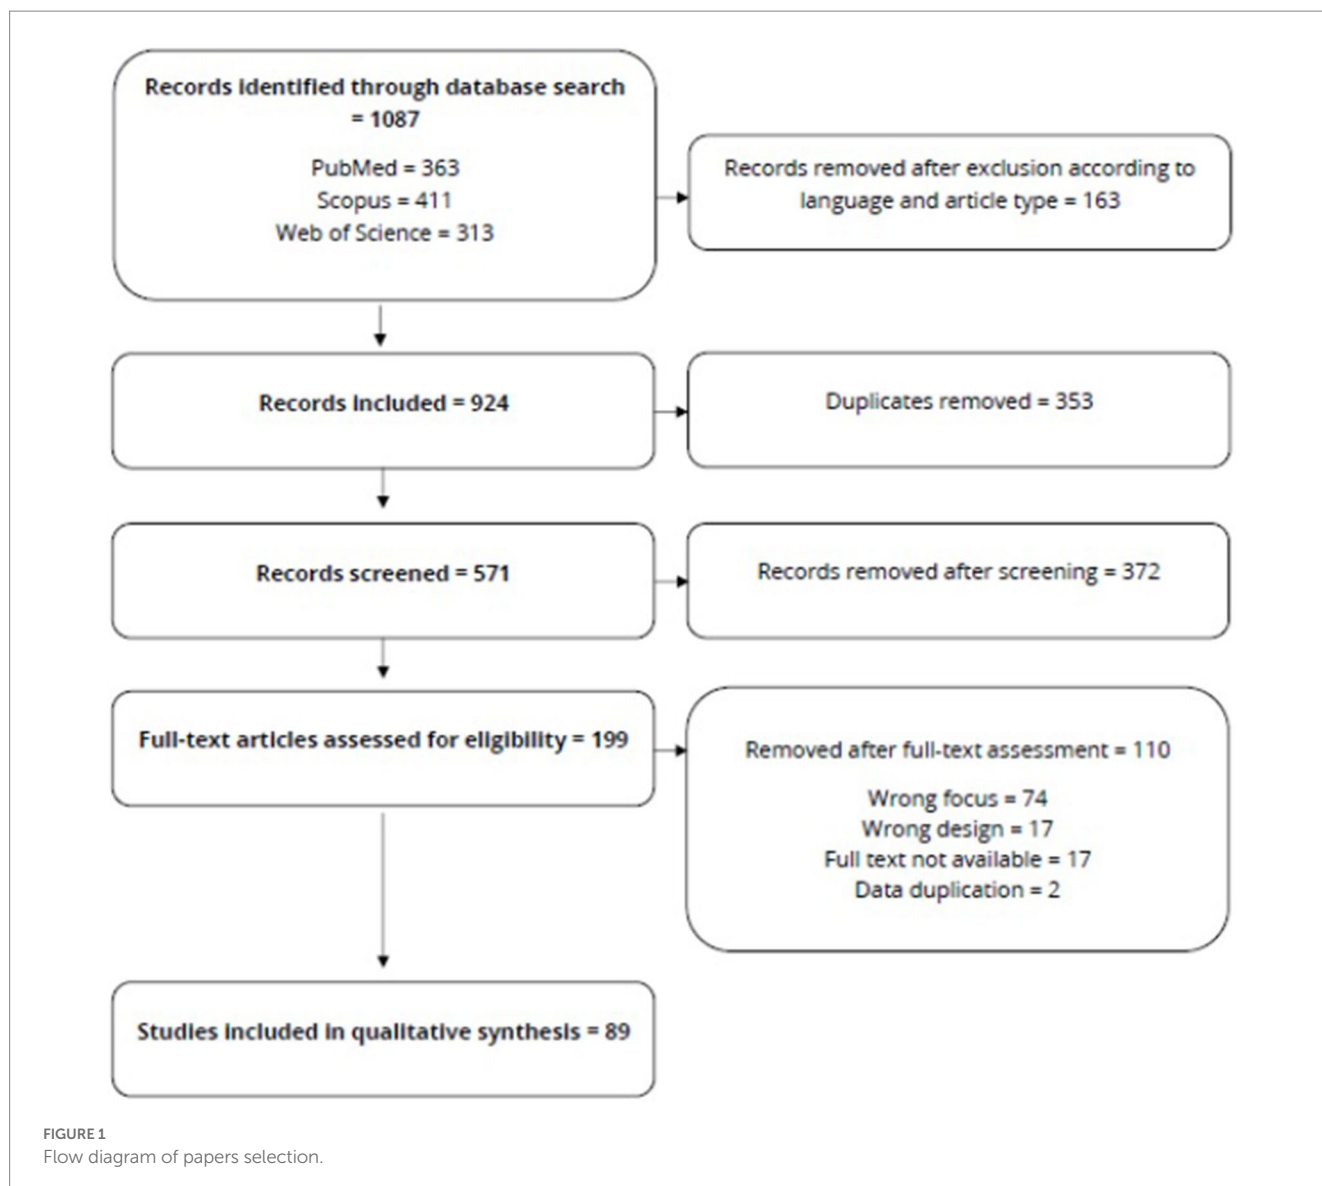 Records identified through database search
= 1087
PubMed = 363
Scopus = 411
Web of Science = 313
Records removed after exclusion according to
language and article type = 163
Records included = 924
Duplicates removed = 353
Records screened = 571
Records removed after screening = 372
Full-text articles assessed for eligibility = 199
Removed after full-text assessment = 110
Wrong focus = 74
Wrong design = 17
Full text not available = 17
Data duplication = 2
Studies included in qualitative synthesis = 89
FIGURE 1
Flow diagram of papers selection.